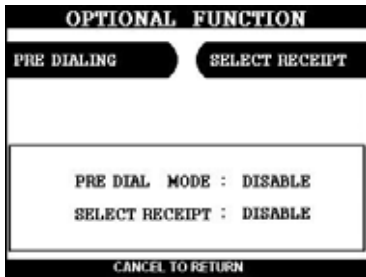 OPTIONAL FUNCTION
PRE DIALING SELECT RECEIPT
PRE DIAL MODE : DISABLE
SELECT RECEIPT : DISABLE
CANCEL TO RETURN